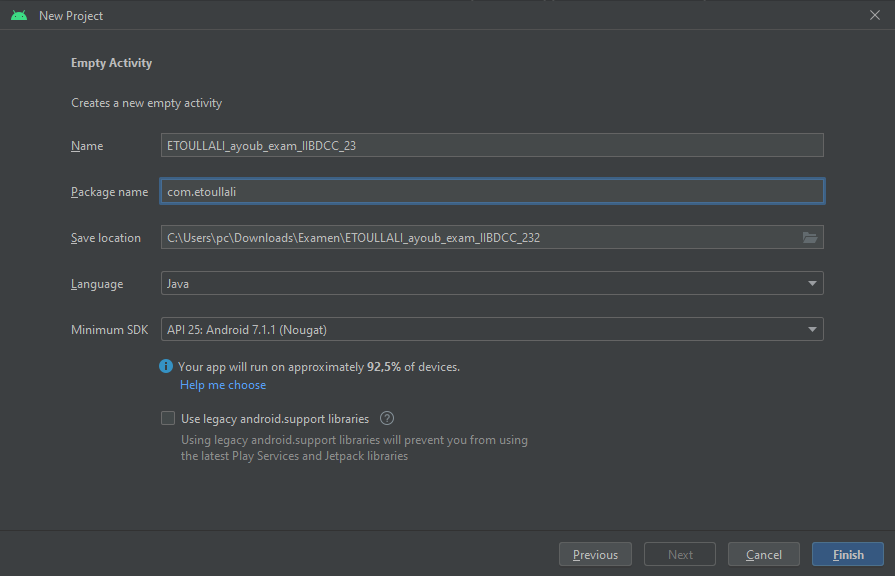 New Project
Empty Activity
Creates a new empty activity
Name ETOULLALI_ayoub_exam_IIBDCC_23
Package name com.etoullali
Save location C:\Users\pc\Downloads\Examen\ETOULLALI_ayoub_exam_IIBDCC_232
Language Java
Minimum SDK API 25: Android 7.1.1 (Nougat)
Your app will run on approximately 92,5% of devices.
Help me choose
Use legacy android.support libraries ?
Using legacy android.support libraries will prevent you from using
the latest Play Services and Jetpack libraries
Previous Next Cancel Finish